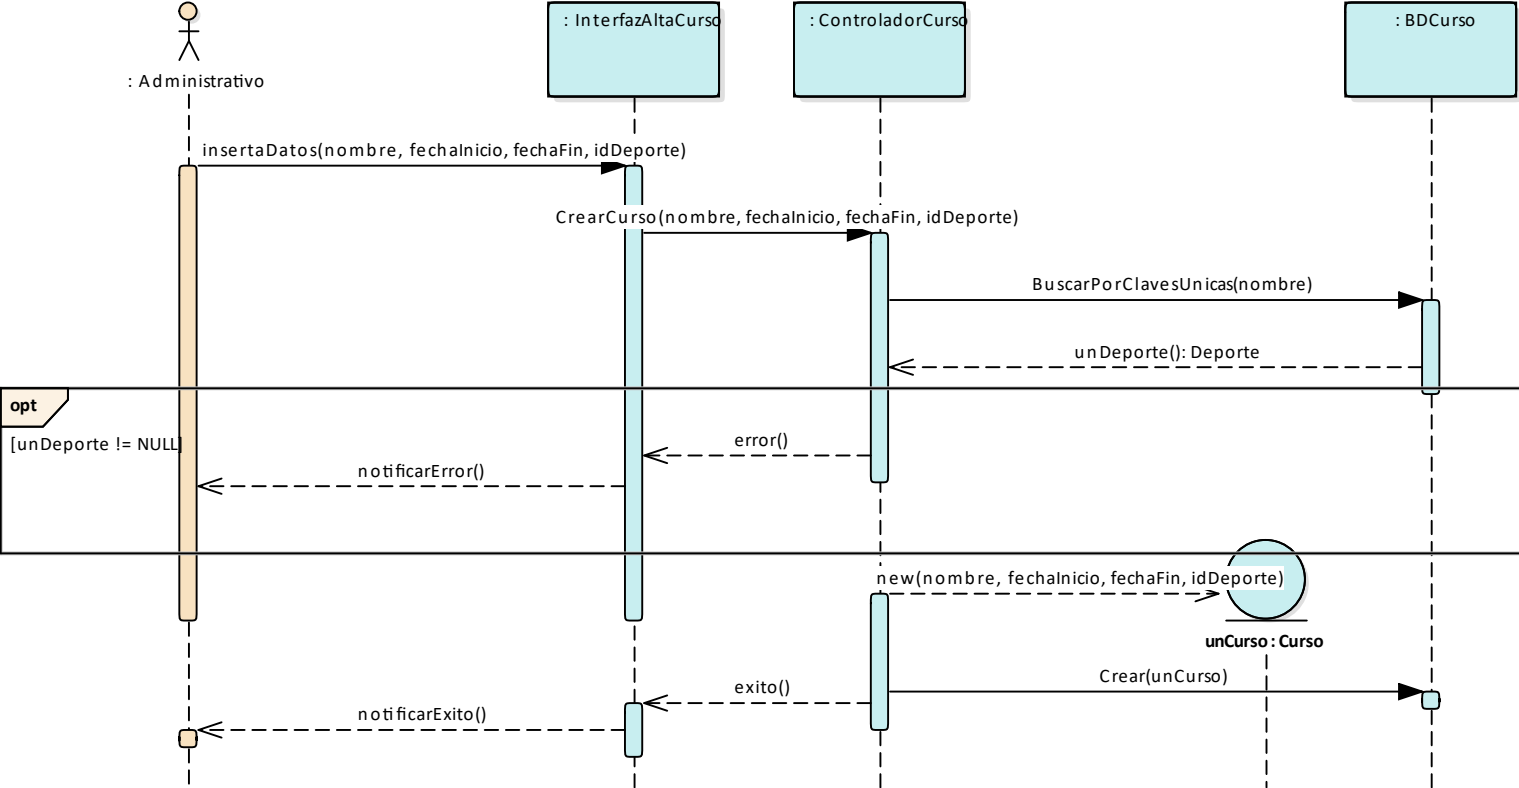 : InterfazAltaCurso
: ControladorCurso
: BDCurso
: Administrativo
insertaDatos(nombre, fechaInicio, fechaFin, idDeporte)
CrearCurso(nombre, fechaInicio, fechaFin, idDeporte)
BuscarPorClavesUnicas(nombre)
unDeporte(): Deporte
opt
[unDeporte != NULL]
error()
notificarError()
new(nombre, fechaInicio, fechaFin, idDeporte)
unCurso : Curso
Crear(unCurso)
exito()
notificarExito()